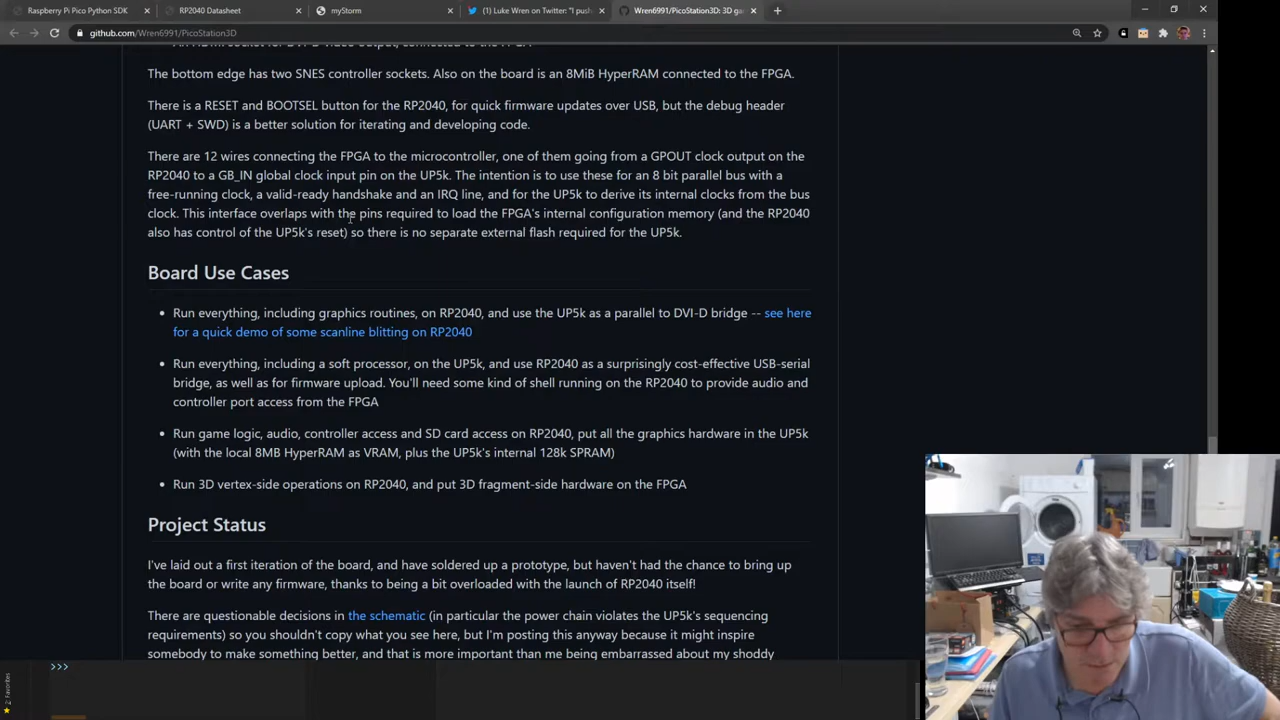 Raspberry Pi Pico Python SDK
RP2040 Datasheet
myStorm
(1) Luke Wren on Twitter: "I push
Wren6991/PicoStation3D: 3D ga
github.com/Wren6991/PicoStation3D
The bottom edge has two SNES controller sockets. Also on the board is an 8MiB HyperRAM connected to the FPGA.
There is a RESET and BOOTSEL button for the RP2040, for quick firmware updates over USB, but the debug header
(UART + SWD) is a better solution for iterating and developing code.
There are 12 wires connecting the FPGA to the microcontroller, one of them going from a GPOUT clock output on the
RP2040 to a GB_IN global clock input pin on the UP5k. The intention is to use these for an 8 bit parallel bus with a
free-running clock, a valid-ready handshake and an IRQ line, and for the UP5k to derive its internal clocks from the bus
clock. This interface overlaps with the pins required to load the FPGA's internal configuration memory (and the RP2040
also has control of the UP5k's reset) so there is no separate external flash required for the UP5k.
Board Use Cases
• Run everything, including graphics routines, on RP2040, and use the UP5k as a parallel to DVI-D bridge -- see here
for a quick demo of some scanline blitting on RP2040
• Run everything, including a soft processor, on the UP5k, and use RP2040 as a surprisingly cost-effective USB-serial
bridge, as well as for firmware upload. You'll need some kind of shell running on the RP2040 to provide audio and
controller port access from the FPGA
• Run game logic, audio, controller access and SD card access on RP2040, put all the graphics hardware in the UP5k
(with the local 8MB HyperRAM as VRAM, plus the UP5k's internal 128k SPRAM)
• Run 3D vertex-side operations on RP2040, and put 3D fragment-side hardware on the FPGA
Project Status
I've laid out a first iteration of the board, and have soldered up a prototype, but haven't had the chance to bring up
the board or write any firmware, thanks to being a bit overloaded with the launch of RP2040 itself!
There are questionable decisions in the schematic (in particular the power chain violates the UP5k's sequencing
requirements) so you shouldn't copy what you see here, but I'm posting this anyway because it might inspire
somebody to make something better, and that is more important than me being embarrassed about my shoddy
>>>
2: Favorites